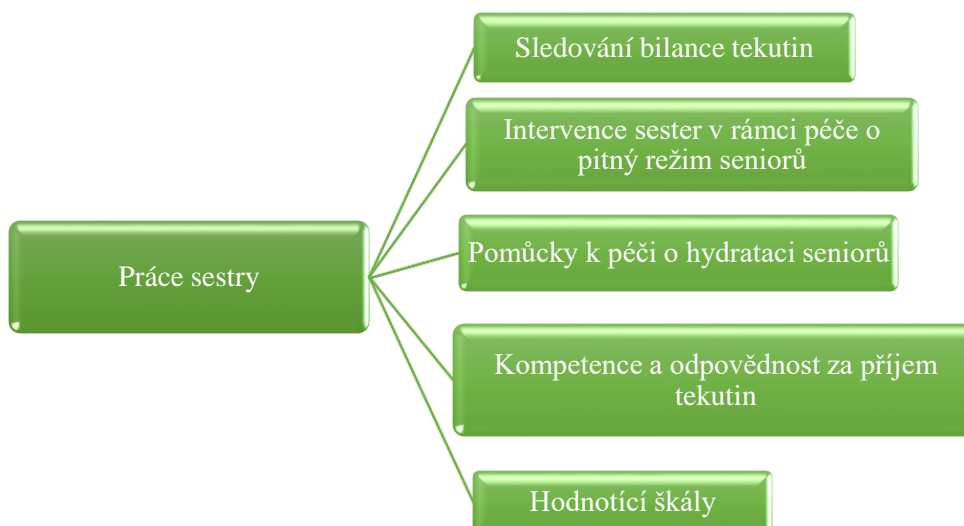 Sledování bilance tekutin
Intervence sester v rámci péče o
pitný režim seniorů
Práce sestry
Pomůcky k péči o hydrataci seniorů
Kompetence a odpovědnost za příjem
tekutin
Hodnotící škály